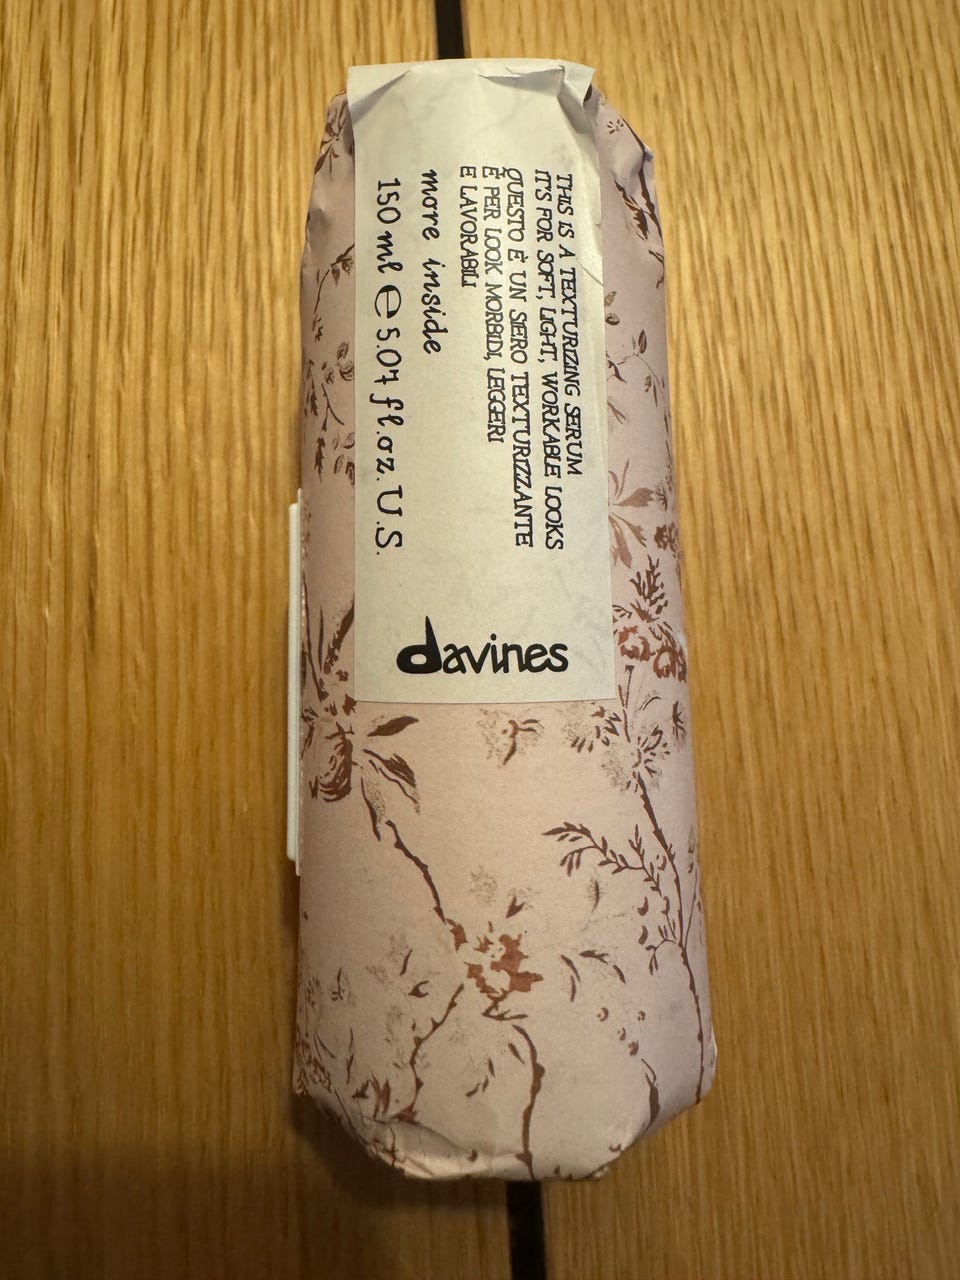 THIS IS A TEXTURIZING SERUM
IT'S FOR SOFT, LIGHT, WORKABLE LOOKS
QUESTO È UN SIERO TEXTURIZZANTE
È PER LOOK MORBIDI, LEGGERI
E LAVORABILI
more inside
150 ml ℮ 5.07 fl.oz. U.S.
davines